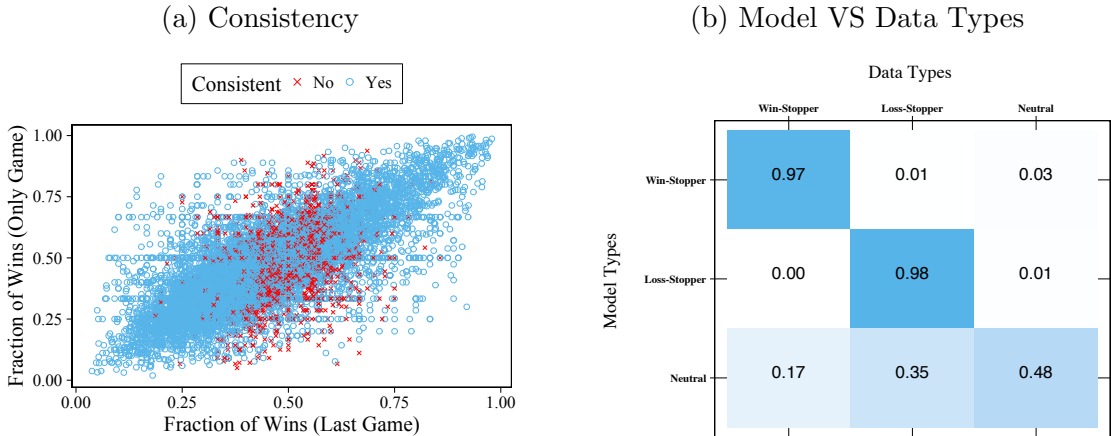 (a) Consistency
Consistent × No ○ Yes
Fraction of Wins (Only Game)
1.00
0.75
0.50
0.25
0.00
0.00 0.25 0.50 0.75 1.00
Fraction of Wins (Last Game)
(b) Model VS Data Types
Data Types
Win-Stopper Loss-Stopper Neutral
Model Types
Win-Stopper 0.97 0.01 0.03
Loss-Stopper 0.00 0.98 0.01
Neutral 0.17 0.35 0.48